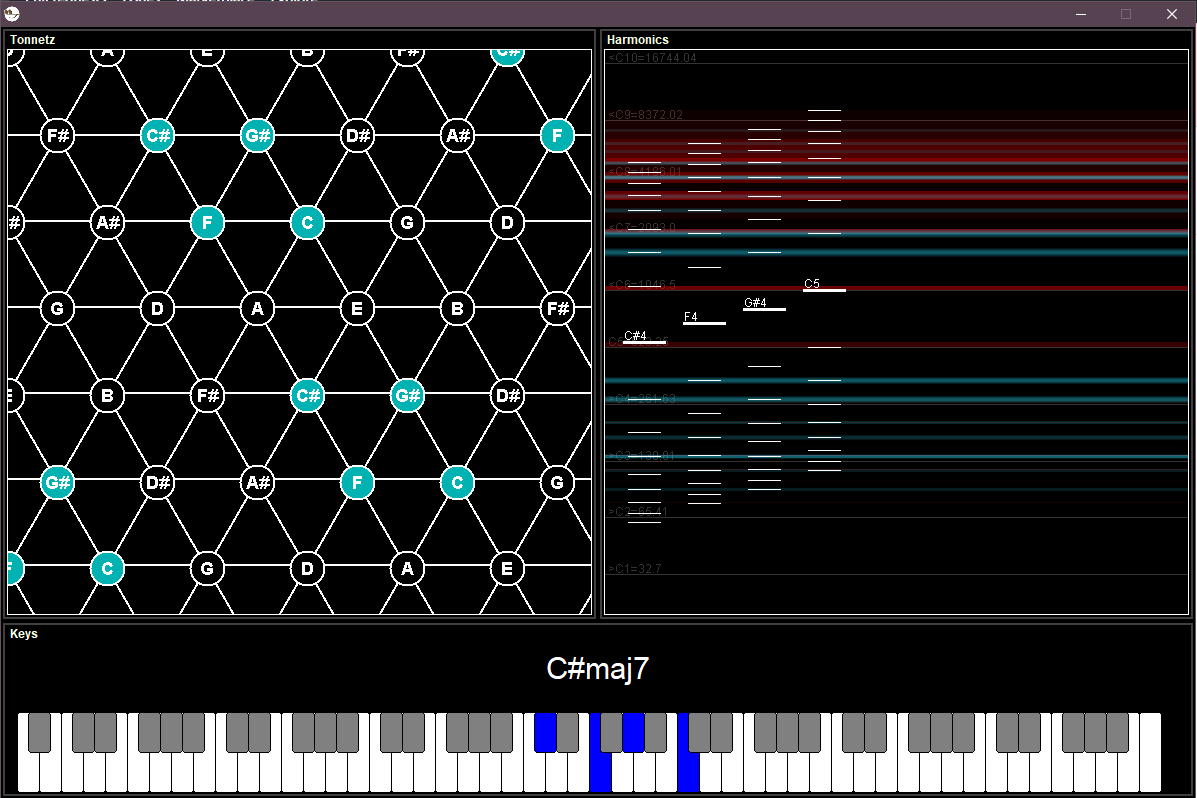 Tonnetz
A E B F# C#
F# C# G# D# A# F
# A# F C G D
G D A E B F#
E B F# C# G# D#
G# D# A# F C G
F C G D A E
Harmonics
<C10=16744.04
<C9=8372.02
<C8=4186.01
<C7=2093.0
<C6=1046.5
C5
G#4
F4
C#4
>C4=261.63
>C3=130.81
>C2=65.41
>C1=32.7
Keys
C#maj7